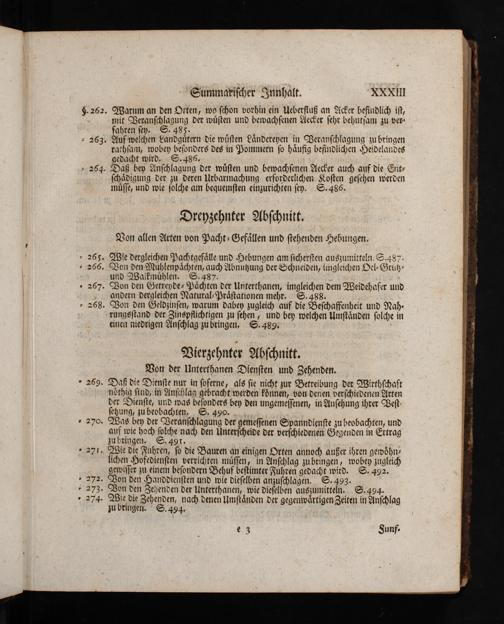 Summarischer Innhalt. XXXIII
§. 262. Warum an den Orten, wo schon vorhin ein Ueberfluß an Acker befindlich ist,
mit Veranschlagung der wüsten und bewachsenen Aecker sehr behutsam zu ver-
fahren sey. S. 485.
- 263. Auf welchen Landgütern die wüsten Ländereyen in Veranschlagung zu bringen
rathsam, wobey besonders des in Pommern so häufig befindlichen Heidelandes
gedacht wird. S. 486.
- 264. Daß bey Anschlagung der wüsten und bewachsenen Aecker auch auf die Ent-
schädigung der zu deren Urbarmachung erforderlichen Kosten gesehen werden
müsse, und wie solche am bequemsten einzurichten sey. S. 486.
Dreyzehnter Abschnitt.
Von allen Arten von Pacht-Gefällen und stehenden Hebungen.
- 265. Wie dergleichen Pachtgefälle und Hebungen am sichersten auszumitteln. S. 487.
- 266. Von den Mühlenpächten, auch Abnutzung der Schneiden, imgleichen Oel- Grütz-
und Walkmühlen. S. 487.
- 267. Von den Getreyde-Pächten der Unterthanen, imgleichen dem Weidehafer und
andern dergleichen Natural-Prästationen mehr. S. 488.
- 268. Von den Geldzinsen, warum dabey zugleich auf die Beschaffenheit und Nah-
rungsstand der Zinspflichtigen zu sehen, und bey welchen Umständen solche in
einen niedrigen Anschlag zu bringen. S. 489.
Vierzehnter Abschnitt.
Von der Unterthanen Diensten und Zehenden.
- 269. Daß die Dienste nur in soferne, als sie nicht zur Betreibung der Wirthschaft
nöthig sind, in Anschlag gebracht werden können, von denen verschiedenen Arten
der Dienste, und was besonders bey den ungemessenen, in Ansehung ihrer Vest-
setzung, zu beobachten. S. 490.
- 270. Was bey der Veranschlagung der gemessenen Spanndienste zu beobachten, und
auf wie hoch solche nach den Unterscheide der verschiedenen Gegenden in Ertrag
zu bringen. S. 491.
- 271. Wie die Fuhren, so die Bauren an einigen Orten annoch außer ihren gewöhn-
lichen Hofediensten verrichten müssen, in Anschlag zu bringen, wobey zugleich
gewisser zu einem besondern Behuf bestimter Fuhren gedacht wird. S. 492.
- 272. Von den Handdiensten und wie dieselben anzuschlagen. S. 493.
- 273. Von den Zehenden der Unterthanen, wie dieselben auszumitteln. S. 494.
- 274. Wie die Zehenden, nach denen Umständen der gegenwärtigen Zeiten in Anschlag
zu bringen. S. 494.
e 3 Funf-